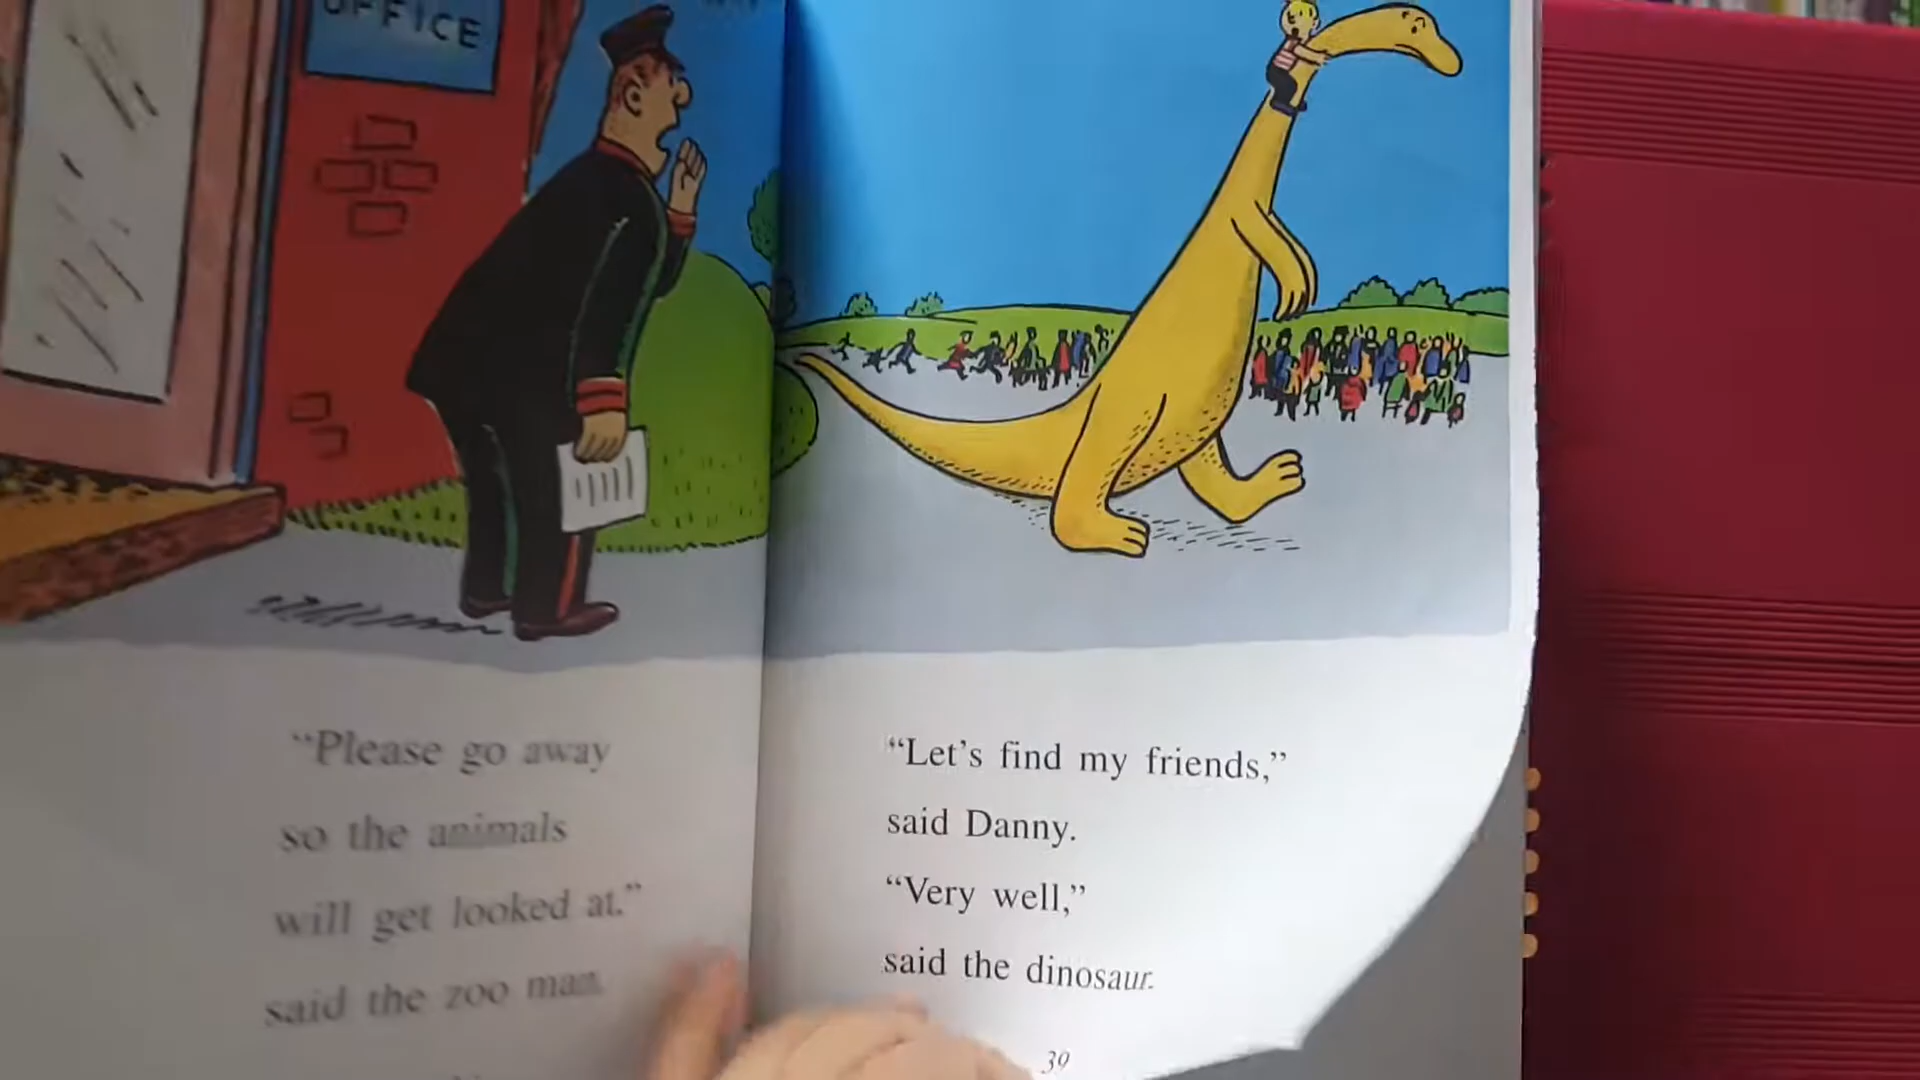 OFFICE
“Please go away
so the animals
will get looked at.”
said the zoo man.
“Let’s find my friends,”
said Danny.
“Very well,”
said the dinosaur.
39